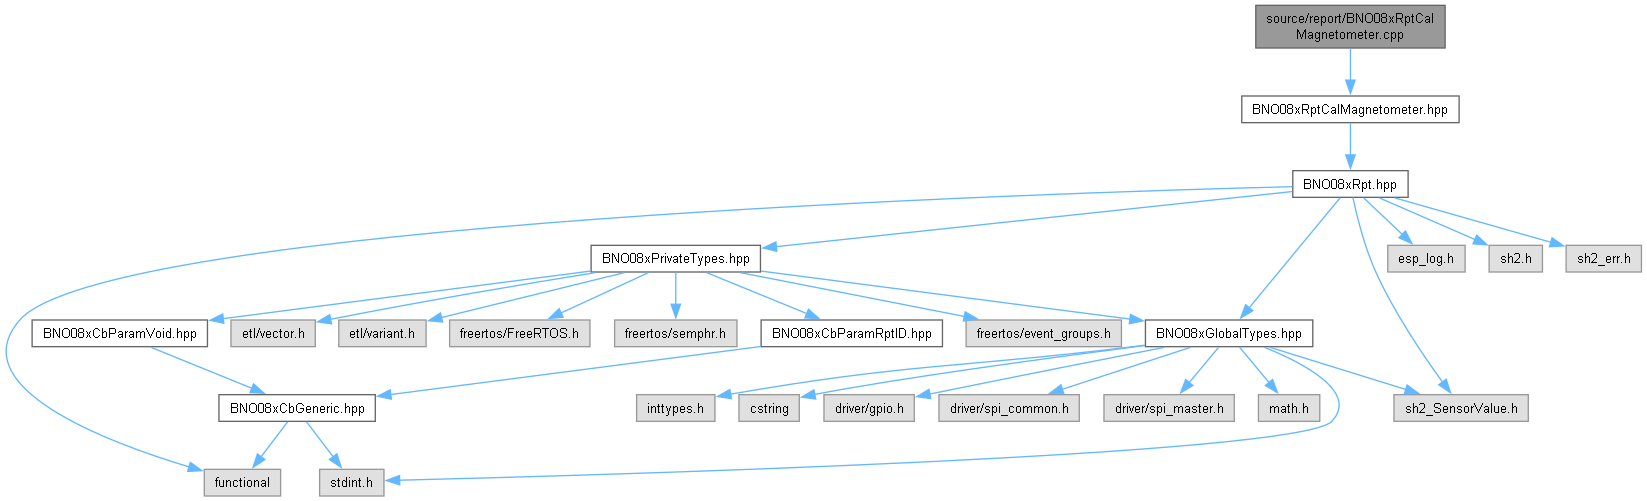 source/report/BNO08xRptCal
Magnetometer.cpp
BNO08xRptCalMagnetometer.hpp
BNO08xRpt.hpp
BNO08xPrivateTypes.hpp
esp_log.h
sh2.h
sh2_err.h
BNO08xCbParamVoid.hpp
etl/vector.h
etl/variant.h
freertos/FreeRTOS.h
freertos/semphr.h
BNO08xCbParamRptID.hpp
freertos/event_groups.h
BNO08xGlobalTypes.hpp
BNO08xCbGeneric.hpp
inttypes.h
cstring
driver/gpio.h
driver/spi_common.h
driver/spi_master.h
math.h
sh2_SensorValue.h
functional
stdint.h